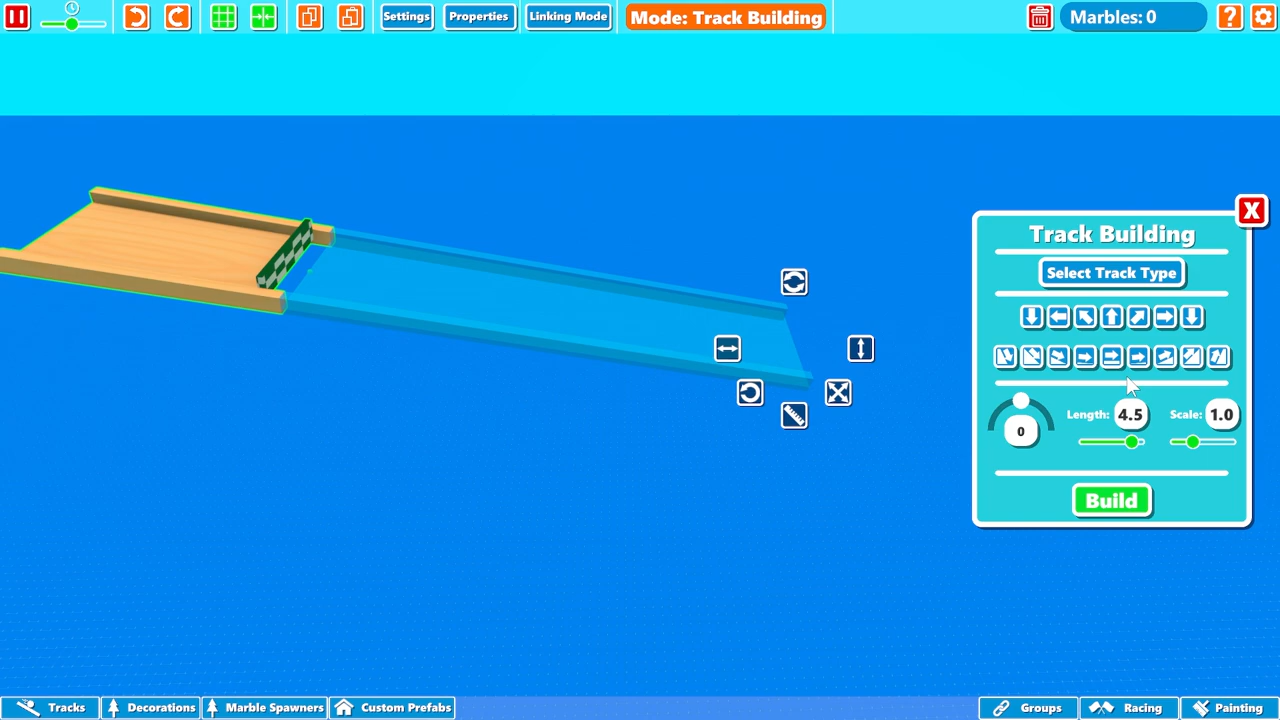 Settings
Properties
Linking Mode
Mode: Track Building
Marbles: 0
?
X
Track Building
Select Track Type
0
Length: 4.5
Scale: 1.0
Build
Tracks
Decorations
Marble Spawners
Custom Prefabs
Groups
Racing
Painting